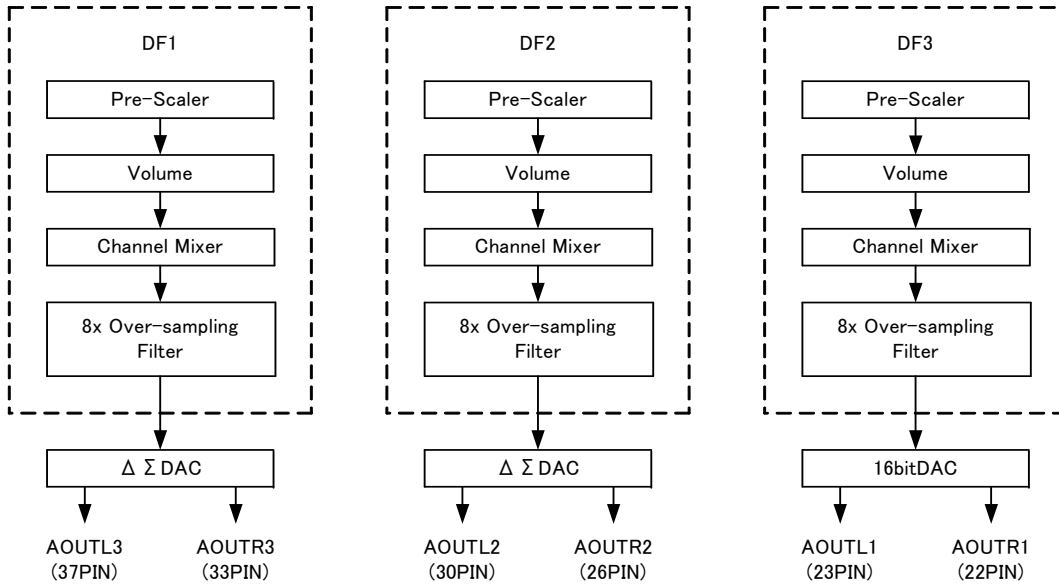 DF1
Pre-Scaler
Volume
Channel Mixer
8x Over-sampling
Filter
Δ Σ DAC
AOUTL3
(37PIN)
AOUTR3
(33PIN)
DF2
Pre-Scaler
Volume
Channel Mixer
8x Over-sampling
Filter
Δ Σ DAC
AOUTL2
(30PIN)
AOUTR2
(26PIN)
DF3
Pre-Scaler
Volume
Channel Mixer
8x Over-sampling
Filter
16bitDAC
AOUTL1
(23PIN)
AOUTR1
(22PIN)